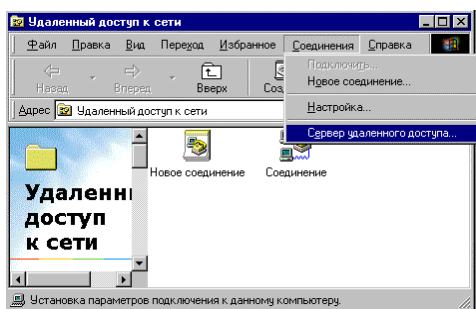 Удаленный доступ к сети
Файл Правка Вид Переход Избранное Соединения Справка
Назад Вперед Вверх
Подключить...
Новое соединение...
Настройка...
Сервер удаленного доступа...
Адрес Удаленный доступ к сети
Удаленн
доступ
к сети
Новое соединение Соединение
Установка параметров подключения к данному компьютеру.